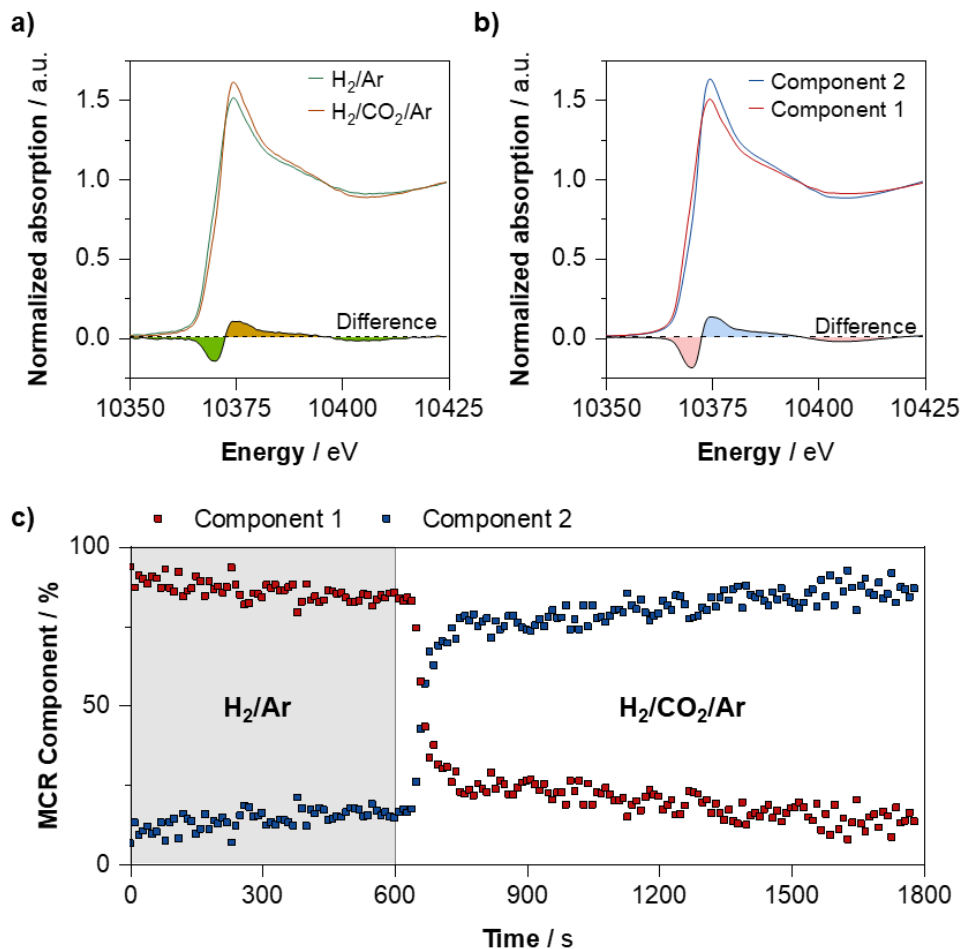 a)
Normalized absorption / a.u.
1.5
1.0
0.5
0.0
H₂/Ar
H₂/CO₂/Ar
Difference
10350 10375 10400 10425
Energy / eV
b)
Normalized absorption / a.u.
1.5
1.0
0.5
0.0
Component 2
Component 1
Difference
10350 10375 10400 10425
Energy / eV
c)
Component 1 Component 2
MCR Component / %
100
50
0
H₂/Ar
H₂/CO₂/Ar
0 300 600 900 1200 1500 1800
Time / s